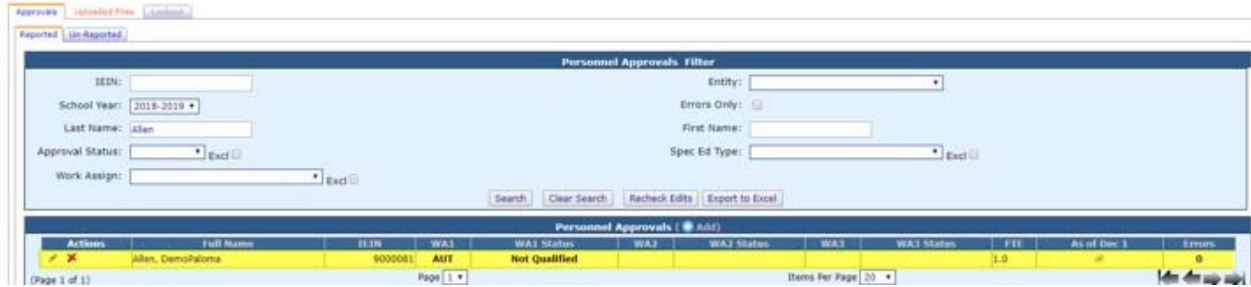 Approvals Uploaded Files Lockout
Reported Un-Reported
Personnel Approvals Filter
IEIN: Entity:
School Year: 2018-2019 Errors Only:
Last Name: Allen First Name:
Approval Status: Excl Spec Ed Type: Excl
Work Assign: Excl
Search Clear Search Recheck Edits Export to Excel
Personnel Approvals ( Add)
Actions Full Name IEIN WA1 WA1 Status WA2 WA2 Status WA3 WA3 Status FTE As of Dec 1 Errors
Allen, DemoPaloma 9000081 AUT Not Qualified 1.0 0
(Page 1 of 1) Page 1 Items Per Page 20